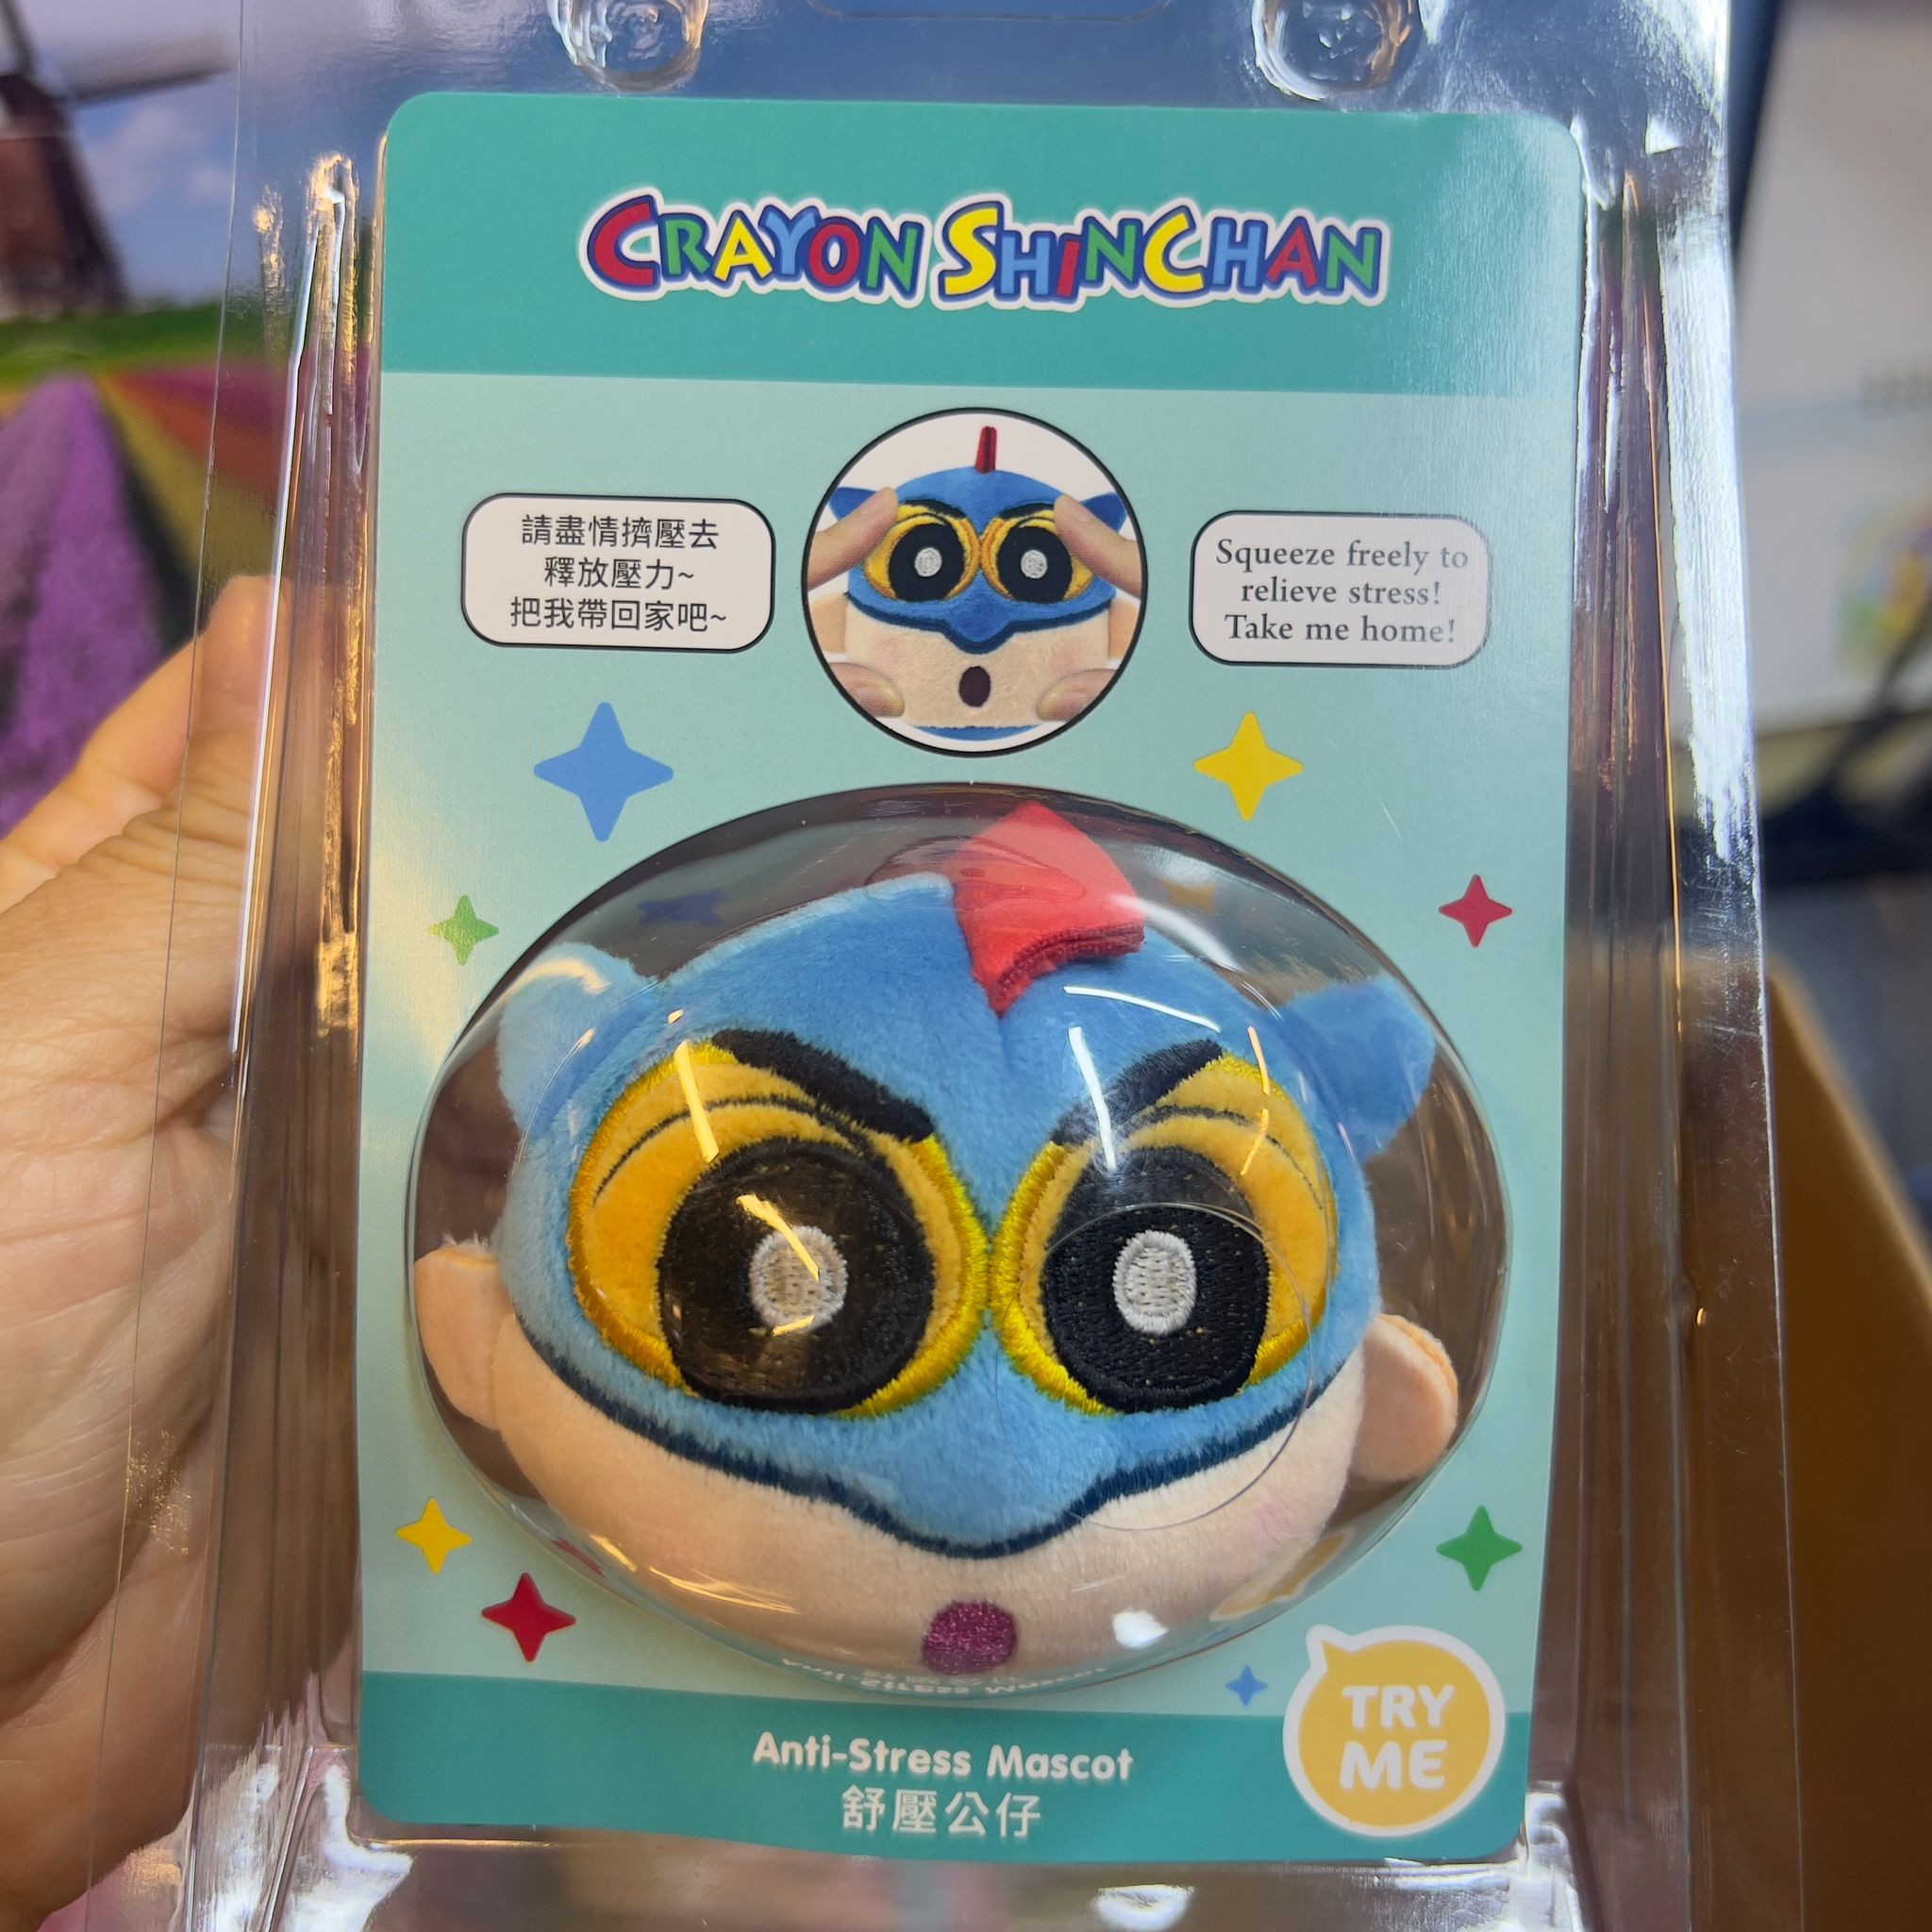 CRAYON SHINCHAN
請盡情擠壓去
釋放壓力~
把我帶回家吧~
Squeeze freely to
relieve stress!
Take me home!
TRY
ME
Anti-Stress Mascot
舒壓公仔